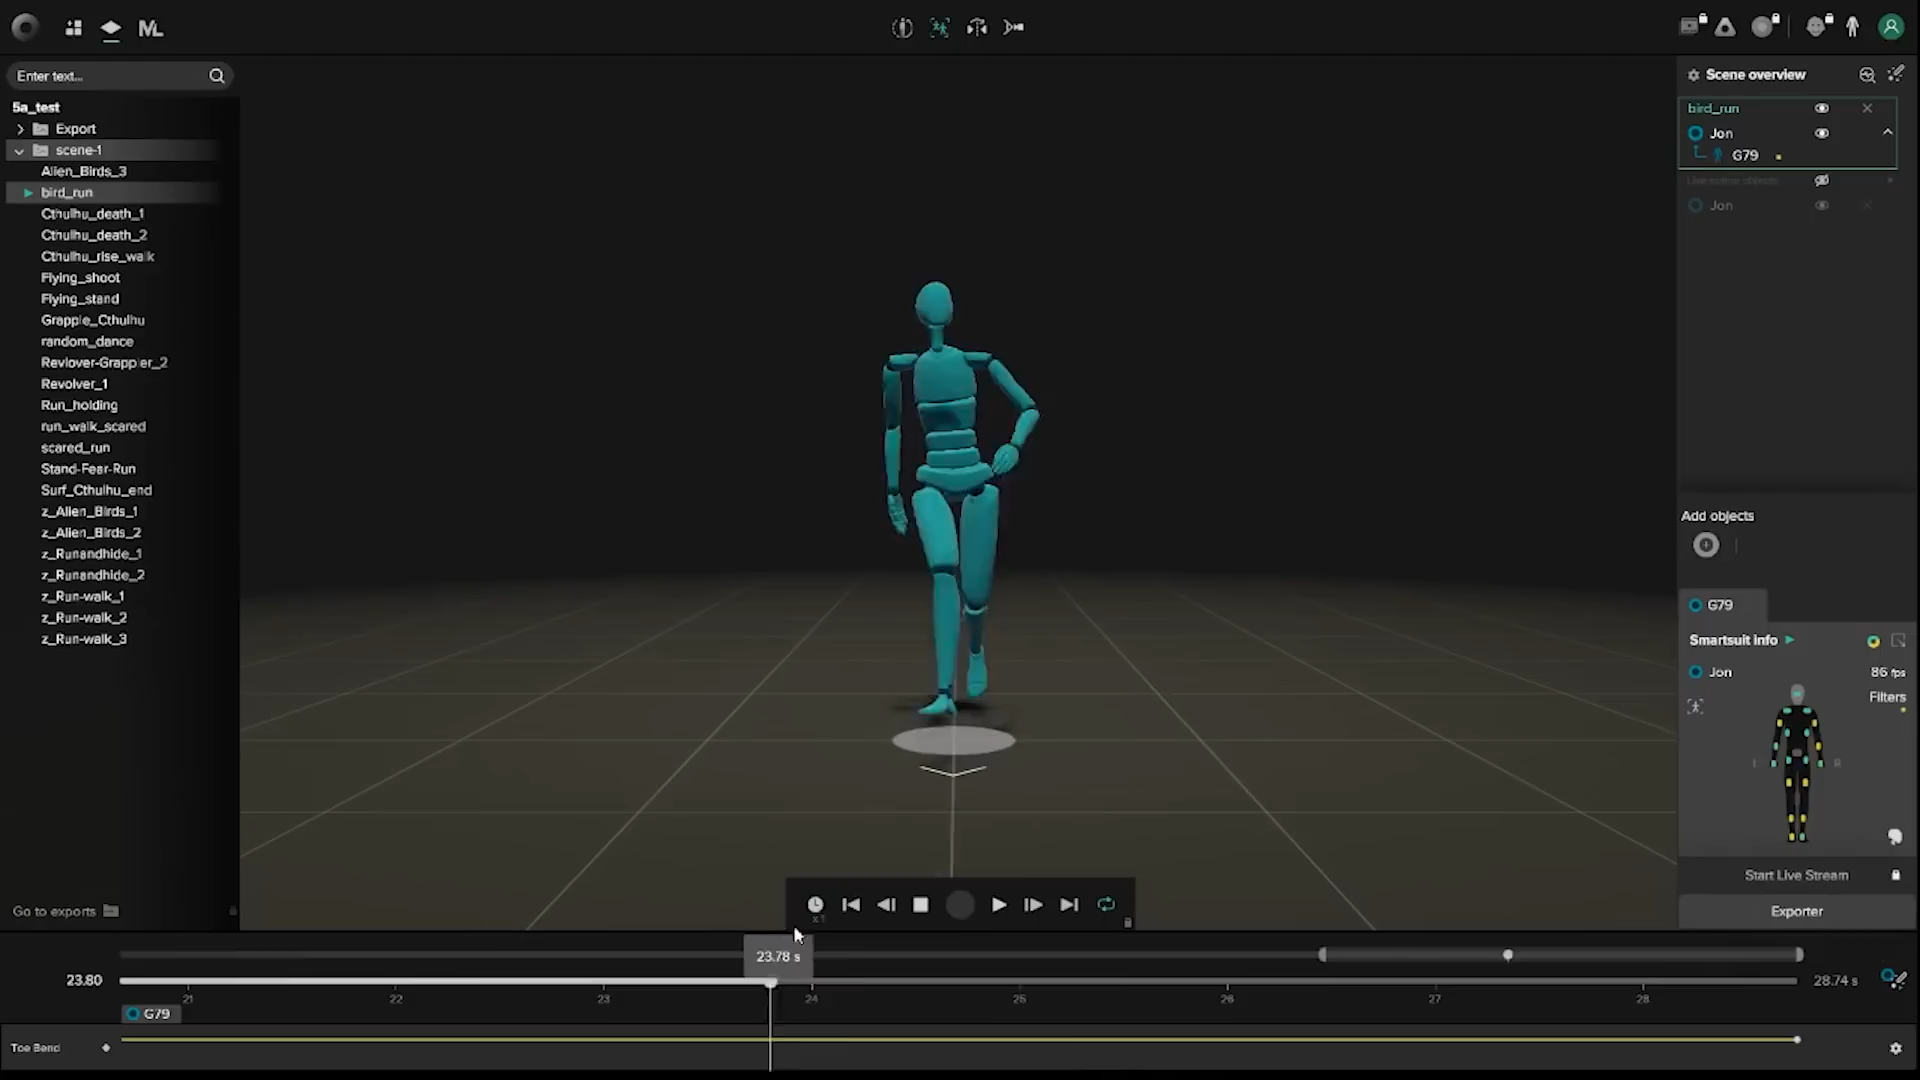 ML
Enter text...
5a_test
Export
scene-1
Alien_Birds_3
bird_run
Cthulhu_death_1
Cthulhu_death_2
Cthulhu_rise_walk
Flying_shoot
Flying_stand
Grapple_Cthulhu
random_dance
Reviover-Grappler_2
Revolver_1
Run_holding
run_walk_scared
scared_run
Stand-Fear-Run
Surf_Cthulhu_end
z_Alien_Birds_1
z_Alien_Birds_2
z_Runandhide_1
z_Runandhide_2
z_Run-walk_1
z_Run-walk_2
z_Run-walk_3
Go to exports
Scene overview
bird_run
Jon
G79
Jon
Add objects
G79
Smartsuit info
Jon
86 fps
Filters
L R
Start Live Stream
Exporter
x1
23.78 s
23.80
28.74 s
21 22 23 24 25 26 27 28
G79
Toe Bend